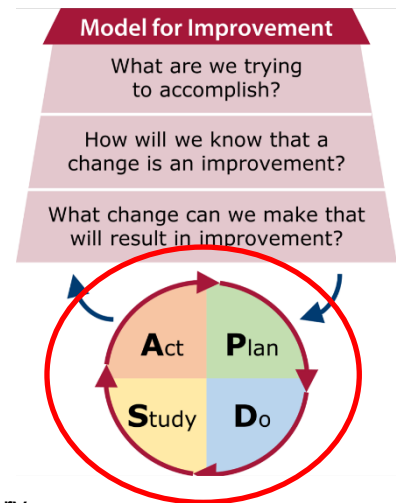 Model for Improvement
What are we trying
to accomplish?
How will we know that a
change is an improvement?
What change can we make that
will result in improvement?
Act
Plan
Study
Do